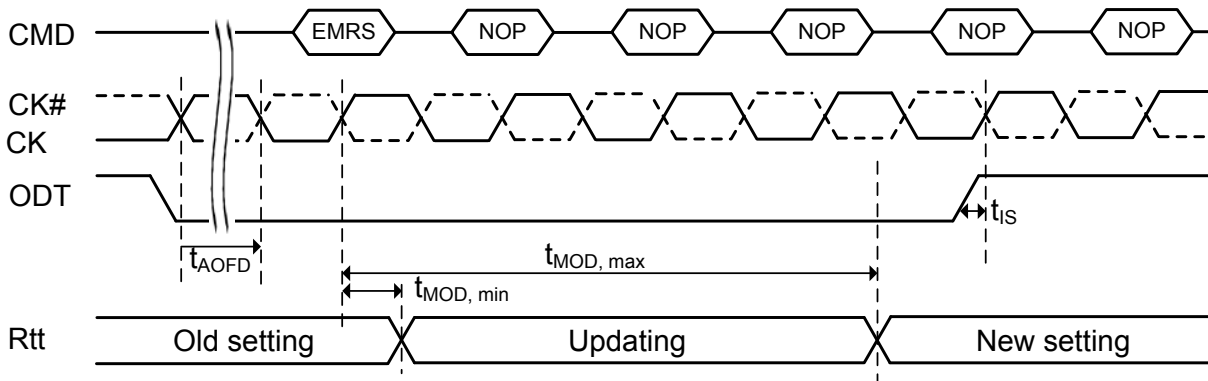 CMD EMRS NOP NOP NOP NOP NOP
CK#
CK
ODT
tIS
tAOFD
tMOD, max
tMOD, min
Rtt Old setting Updating New setting